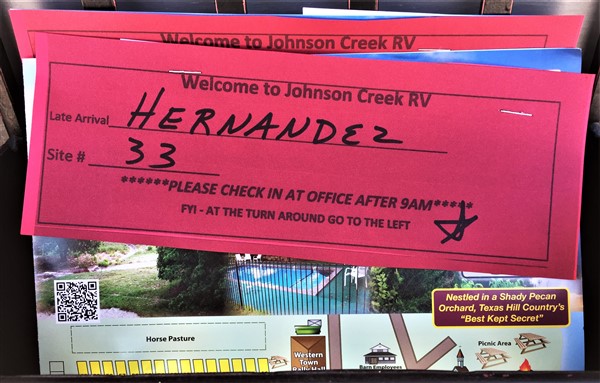 Welcome to Johnson Creek RV
Welcome to Johnson Creek RV
Late Arrival HERNANDEZ
Site # 33
******PLEASE CHECK IN AT OFFICE AFTER 9AM*****
FYI - AT THE TURN AROUND GO TO THE LEFT
Nestled in a Shady Pecan
Orchard, Texas Hill Country's
"Best Kept Secret"
Horse Pasture
Western
Town
Rally Hall
Barn Employees
Picnic Area